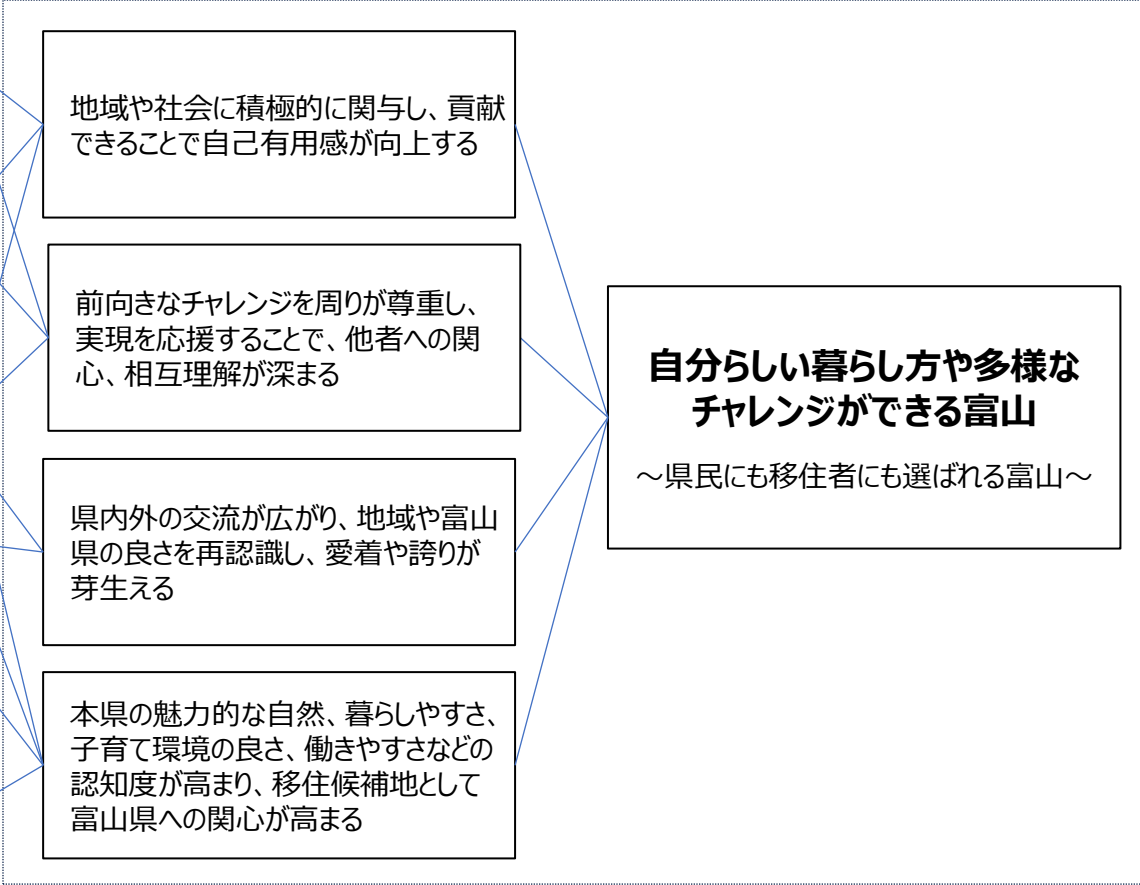 地域や社会に積極的に関与し、貢献
できることで自己有用感が向上する
前向きなチャレンジを周りが尊重し、
実現を応援することで、他者への関
心、相互理解が深まる
県内外の交流が広がり、地域や富山
県の良さを再認識し、愛着や誇りが
芽生える
本県の魅力的な自然、暮らしやすさ、
子育て環境の良さ、働きやすさなどの
認知度が高まり、移住候補地として
富山県への関心が高まる
自分らしい暮らし方や多様な
チャレンジができる富山
～県民にも移住者にも選ばれる富山～